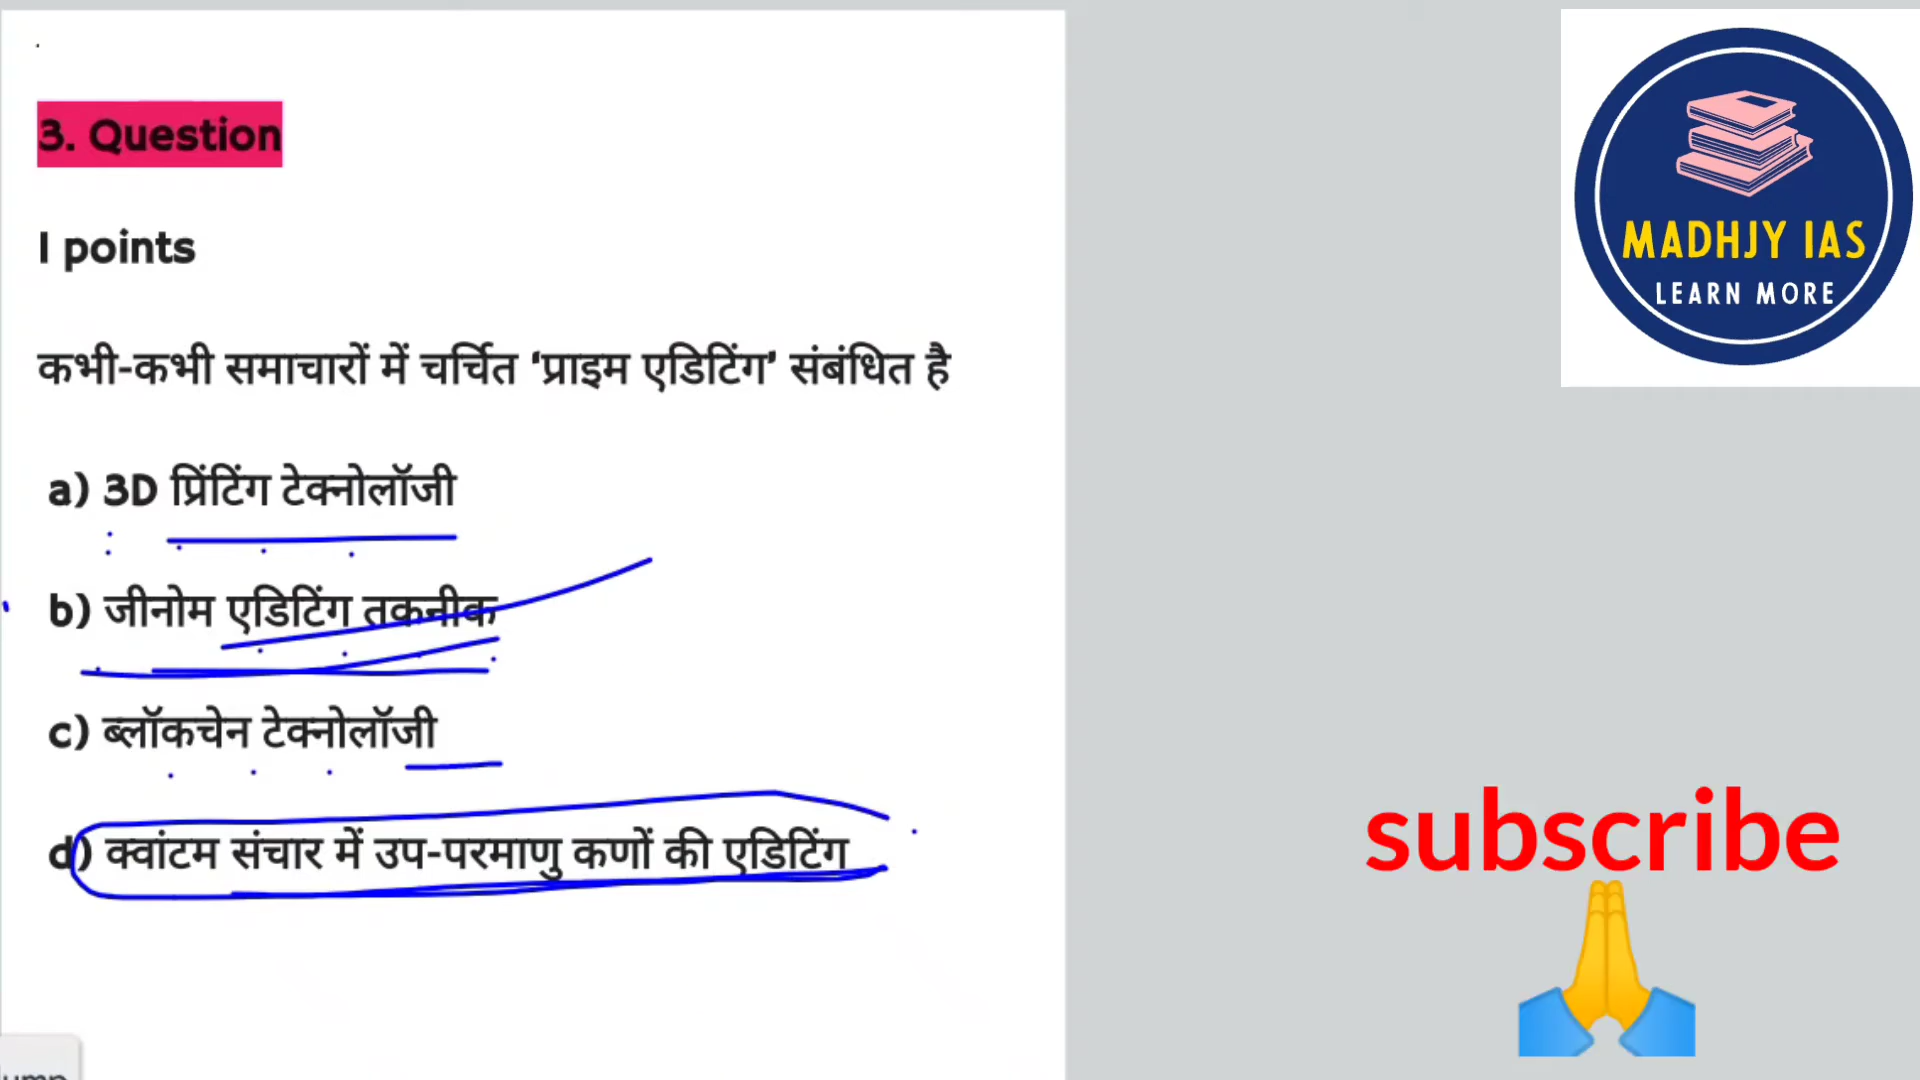 3. Question
1 points
कभी-कभी समाचारों में चर्चित ‘प्राइम एडिटिंग’ संबंधित है
a) 3D प्रिंटिंग टेक्नोलॉजी
b) जीनोम एडिटिंग तकनीक
c) ब्लॉकचेन टेक्नोलॉजी
d) क्वांटम संचार में उप-परमाणु कणों की एडिटिंग
MADHJY IAS
LEARN MORE
subscribe